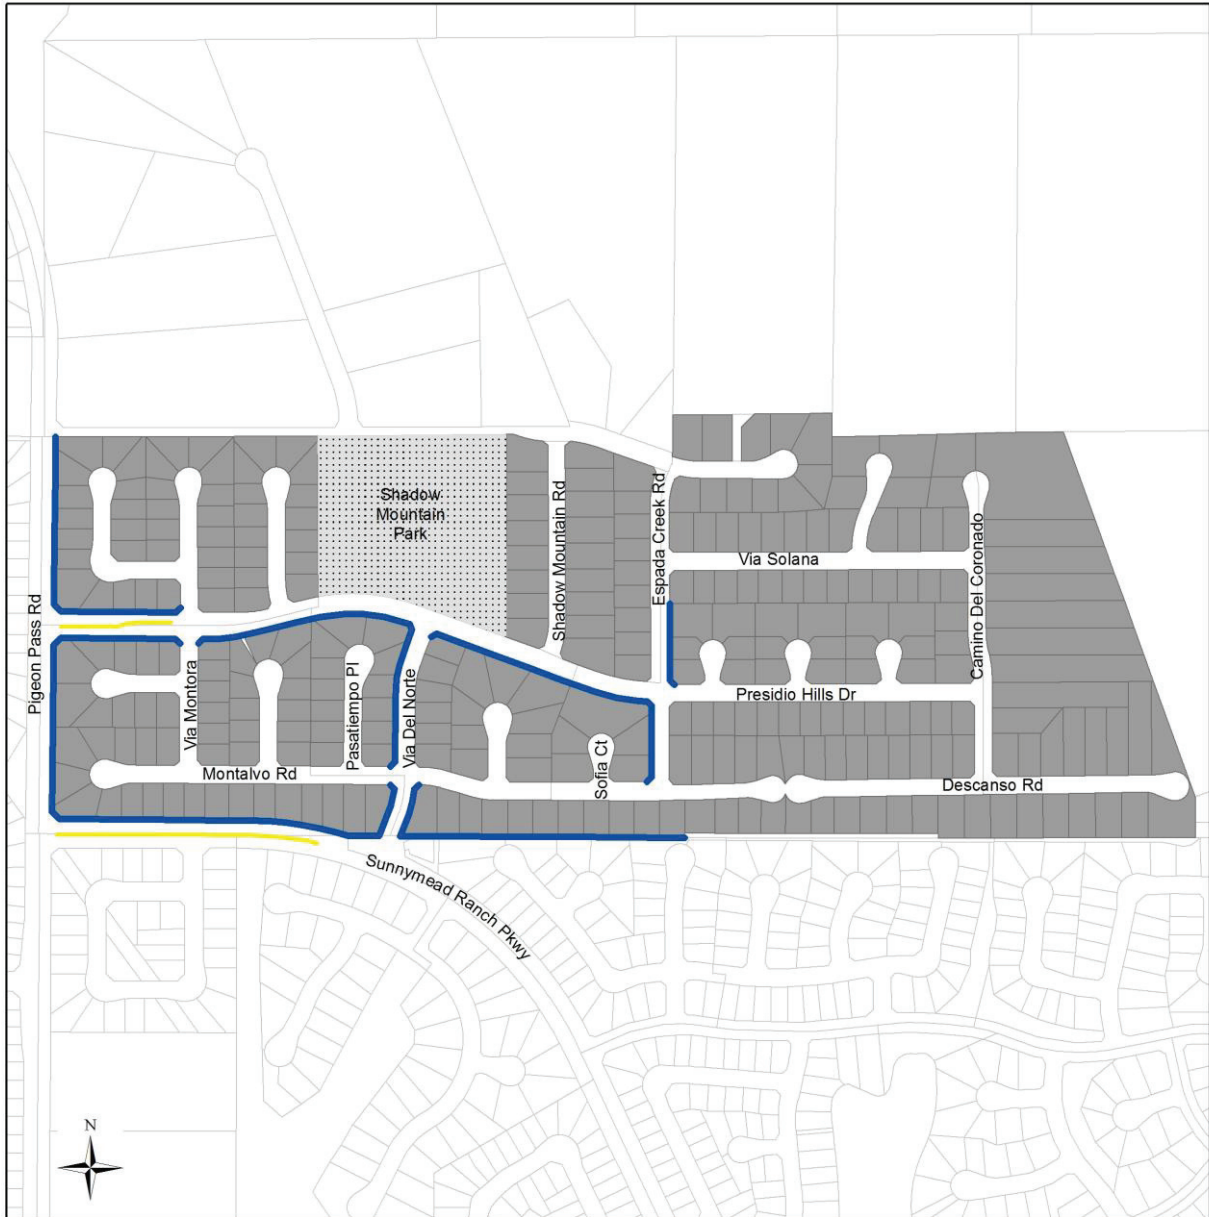 Shadow
Mountain
Park
Shadow Mountain Rd
Espada Creek Rd
Via Solana
Camino Del Coronado
Pigeon Pass Rd
Via Montora
Pasatiempo Pl
Via Del Norte
Presidio Hills Dr
Montalvo Rd
Sofia Ct
Descanso Rd
Sunnymead Ranch Pkwy
N